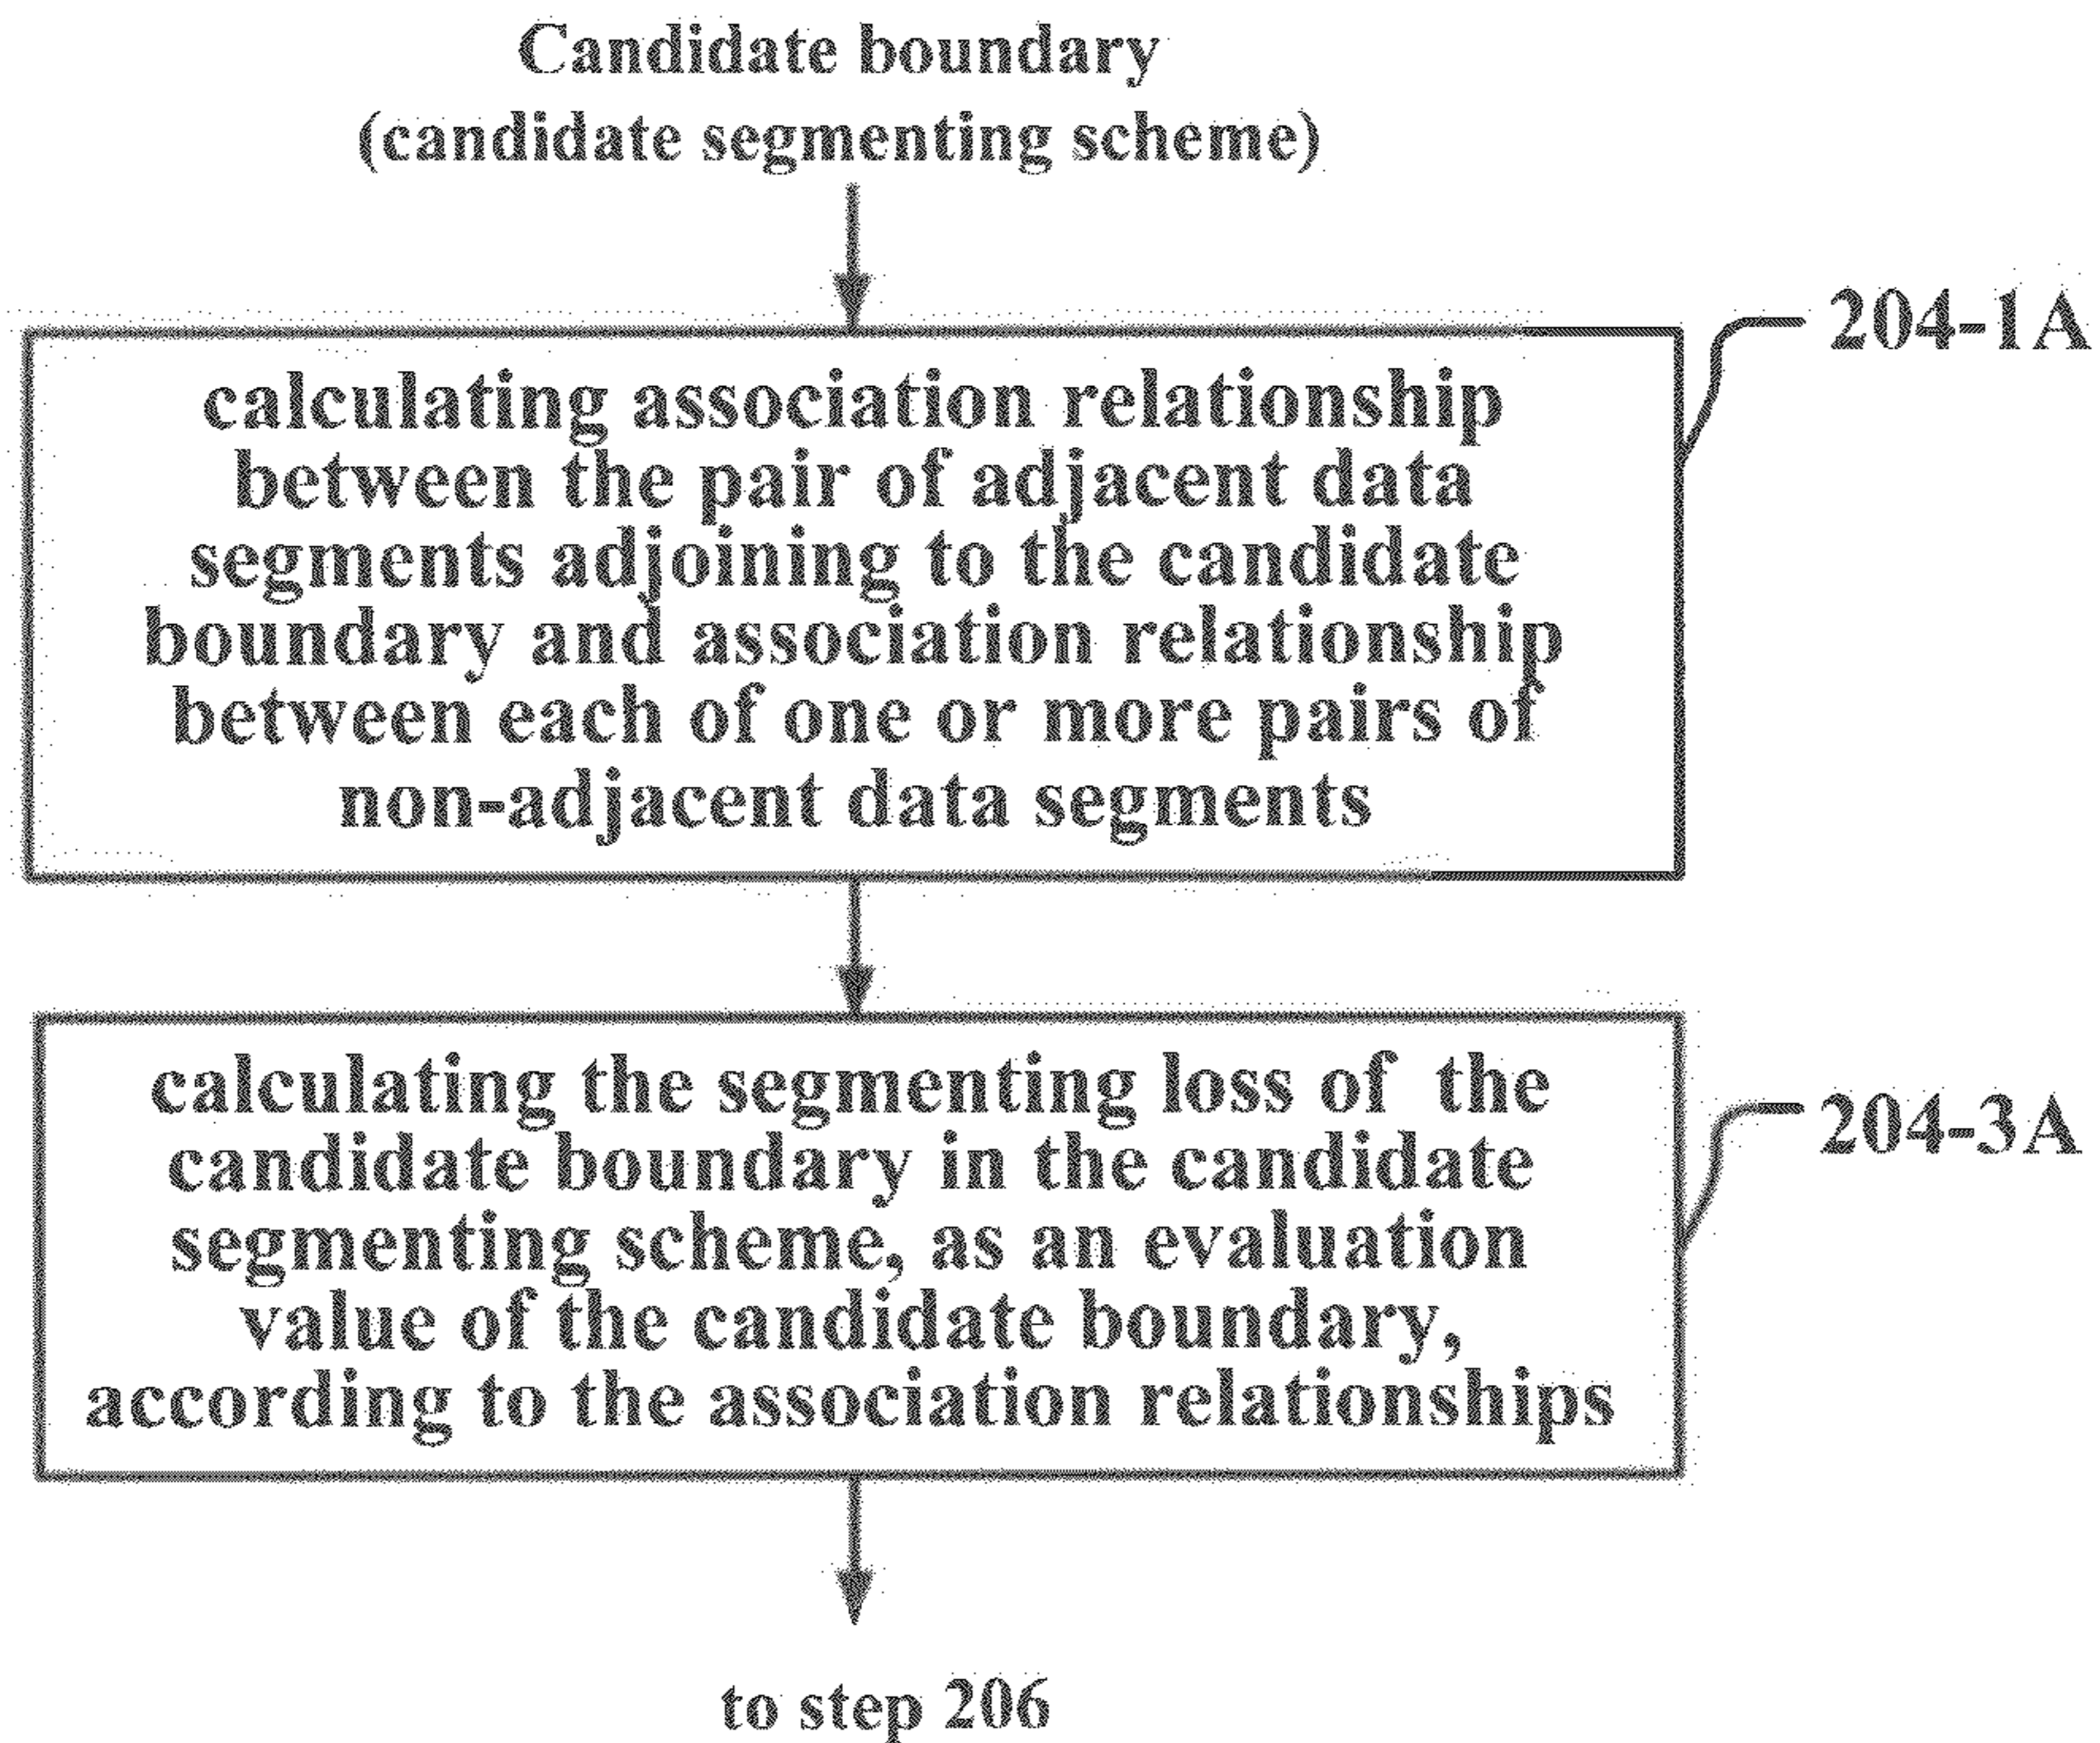 Candidate boundary
(candidate segmenting scheme)
204-1A
calculating association relationship
between the pair of adjacent data
segments adjoining to the candidate
boundary and association relationship
between each of one or more pairs of
non-adjacent data segments
calculating the segmenting loss of the
204-3A
candidate boundary in the candidate
segmenting scheme, as an evaluation
value of the candidate boundary,
according to the association relationships
to step 206